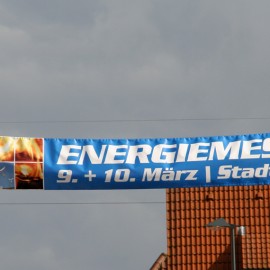 ENERGIEMES
9. + 10. März | Stad